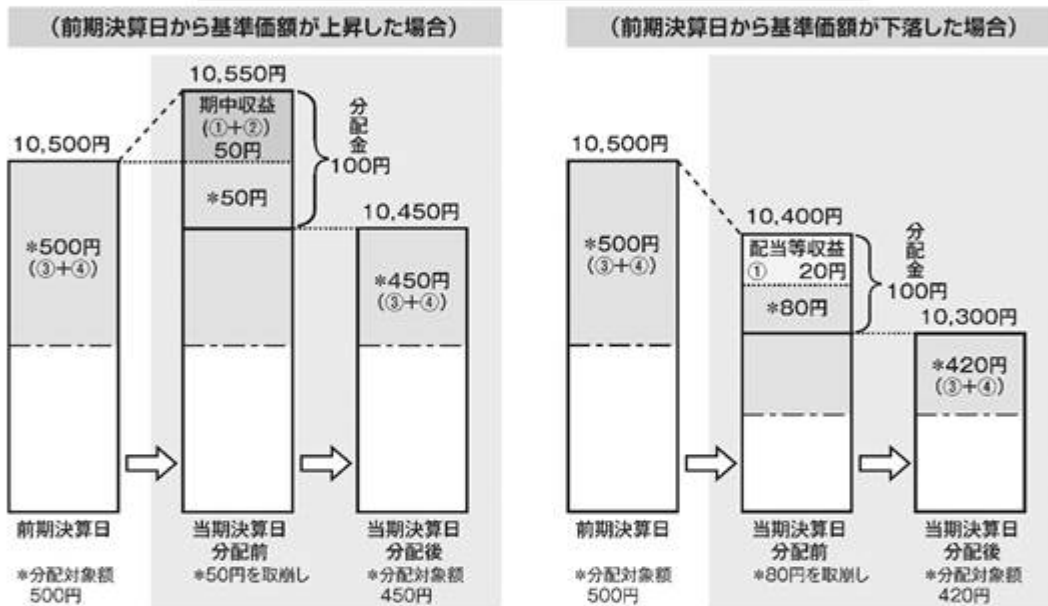 (前期決算日から基準価額が上昇した場合)
10,550円
期中収益
(①+②)
50円
分配金
100円
10,500円
*50円
10,450円
*500円
(③+④)
*450円
(③+④)
前期決算日
当期決算日
分配前
当期決算日
分配後
*分配対象額
500円
*50円を取崩し
*分配対象額
450円
(前期決算日から基準価額が下落した場合)
10,500円
10,400円
配当等収益
① 20円
分配金
100円
*500円
(③+④)
*80円
10,300円
*420円
(③+④)
前期決算日
当期決算日
分配前
当期決算日
分配後
*分配対象額
500円
*80円を取崩し
*分配対象額
420円